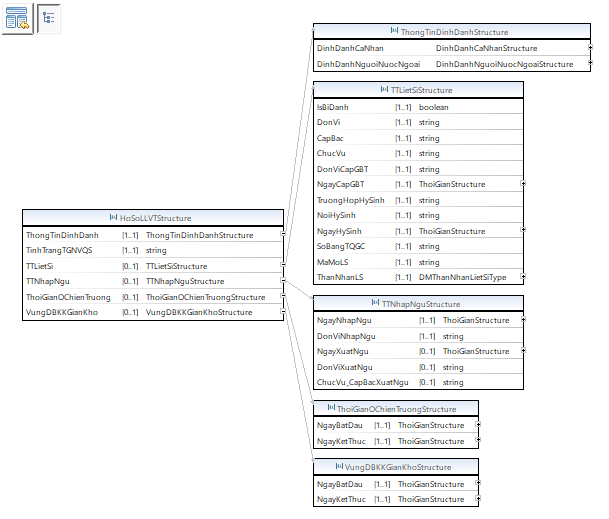 ThongTinDinhDanhStructure
DinhDanhCaNhan DinhDanhCaNhanStructure
DinhDanhNguoiNuocNgoai DinhDanhNguoiNuocNgoaiStructure
TTLietSiStructure
IsBiDanh [1..1] boolean
DonVi [1..1] string
CapBac [1..1] string
ChucVu [1..1] string
DonViCapGBT [1..1] string
NgayCapGBT [1..1] ThoiGianStructure
TruongHopHySinh [1..1] string
NoiHySinh [1..1] string
NgayHySinh [1..1] ThoiGianStructure
SoBangTQGC [1..1] string
MaMoLS [1..1] string
ThanNhanLS [1..1] DMThanNhanLietSiType
HoSoLLVTStructure
ThongTinDinhDanh [1..1] ThongTinDinhDanhStructure
TinhTrangTGNVQS [1..1] string
TTLietSi [0..1] TTLietSiStructure
TTNhapNgu [0..1] TTNhapNguStructure
ThoiGianOChienTruong [0..1] ThoiGianOChienTruongStructure
VungDBKKGianKho [0..1] VungDBKKGianKhoStructure
TTNhapNguStructure
NgayNhapNgu [1..1] ThoiGianStructure
DonViNhapNgu [1..1] string
NgayXuatNgu [0..1] ThoiGianStructure
DonViXuatNgu [0..1] string
ChucVu_CapBacXuatNgu [0..1] string
ThoiGianOChienTruongStructure
NgayBatDau [1..1] ThoiGianStructure
NgayKetThuc [1..1] ThoiGianStructure
VungDBKKGianKhoStructure
NgayBatDau [1..1] ThoiGianStructure
NgayKetThuc [1..1] ThoiGianStructure